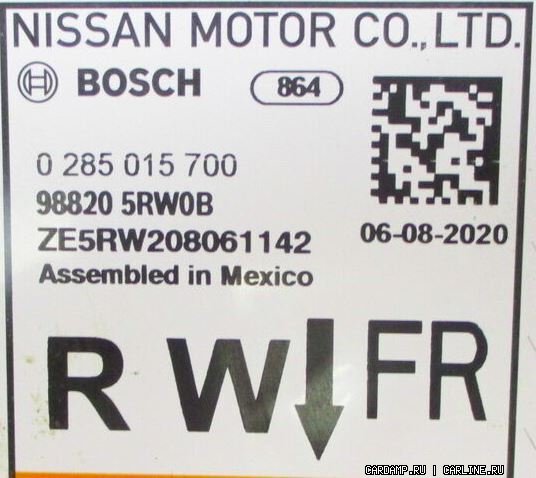 NISSAN MOTOR CO., LTD.
BOSCH 864
0 285 015 700
98820 5RW0B
ZE5RW208061142 06-08-2020
Assembled in Mexico
R W FR
CARDAMP.RU | CARLINE.RU